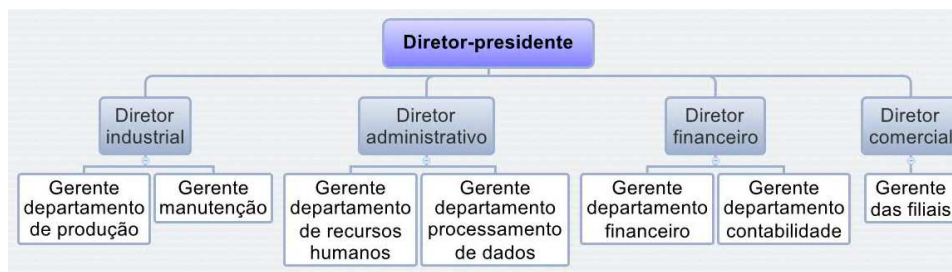 Diretor-presidente
Diretor
industrial
Diretor
administrativo
Diretor
financeiro
Diretor
comercial
Gerente
departamento
de produção
Gerente
manutenção
Gerente
departamento
de recursos
humanos
Gerente
departamento
processamento
de dados
Gerente
departamento
financeiro
Gerente
departamento
contabilidade
Gerente
das filiais